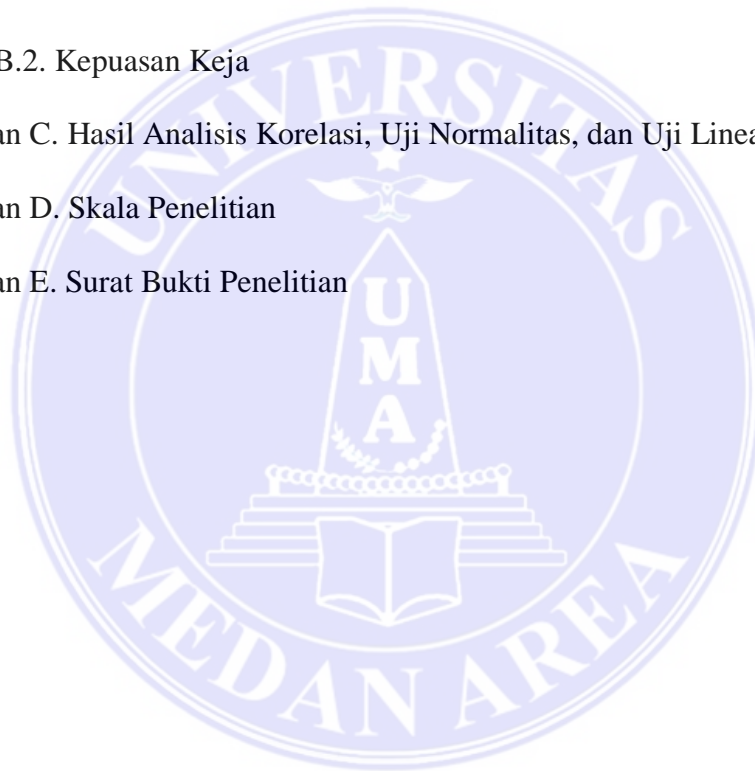 B.2. Kepuasan Keja
an C. Hasil Analisis Korelasi, Uji Normalitas, dan Uji Linea
an D. Skala Penelitian
an E. Surat Bukti Penelitian
UNIVERSITAS
UMA
MEDAN AREA